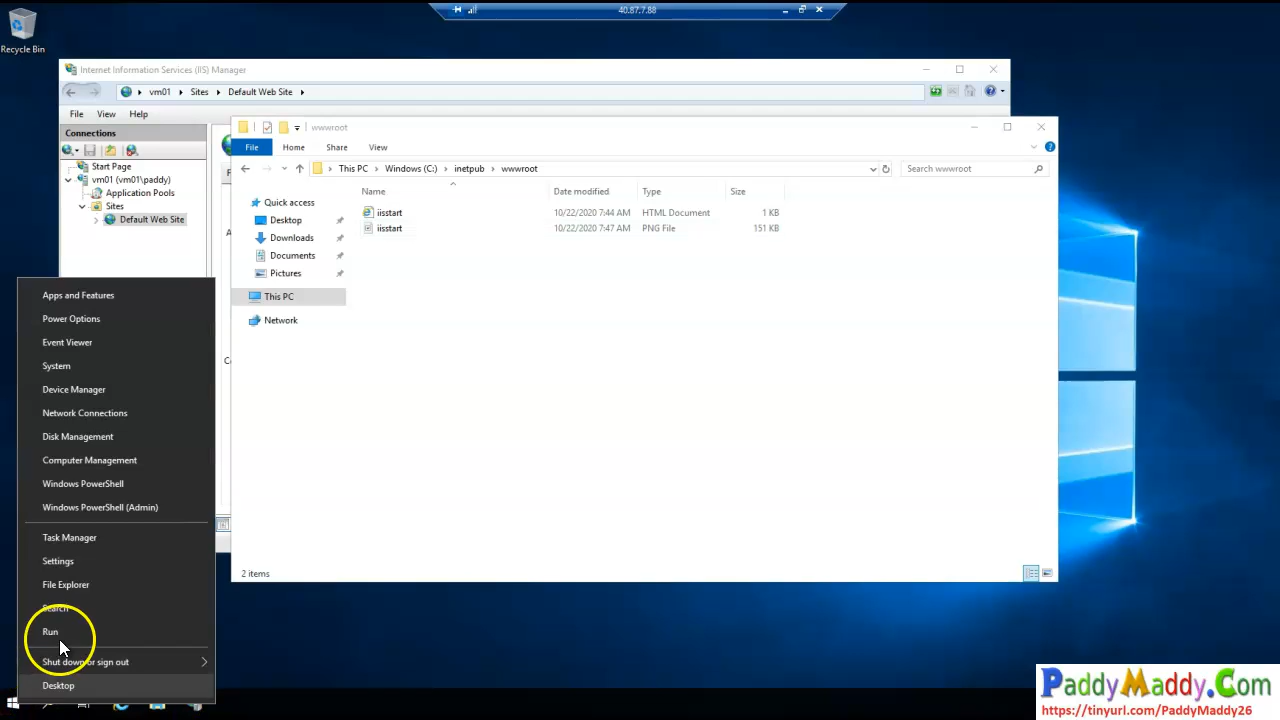 40.87.7.88
Recycle Bin
Internet Information Services (IIS) Manager
vm01 Sites Default Web Site
File View Help
Connections
Start Page
vm01 (vm01\paddy)
Application Pools
Sites
Default Web Site
wwwroot
File Home Share View
This PC Windows (C:) inetpub wwwroot
Search wwwroot
Name Date modified Type Size
iisstart 10/22/2020 7:44 AM HTML Document 1 KB
iisstart 10/22/2020 7:47 AM PNG File 151 KB
Quick access
Desktop
Downloads
Documents
Pictures
This PC
Network
2 items
Apps and Features
Power Options
Event Viewer
System
Device Manager
Network Connections
Disk Management
Computer Management
Windows PowerShell
Windows PowerShell (Admin)
Task Manager
Settings
File Explorer
Search
Run
Shut down or sign out
Desktop
PaddyMaddy.Com
https://tinyurl.com/PaddyMaddy26